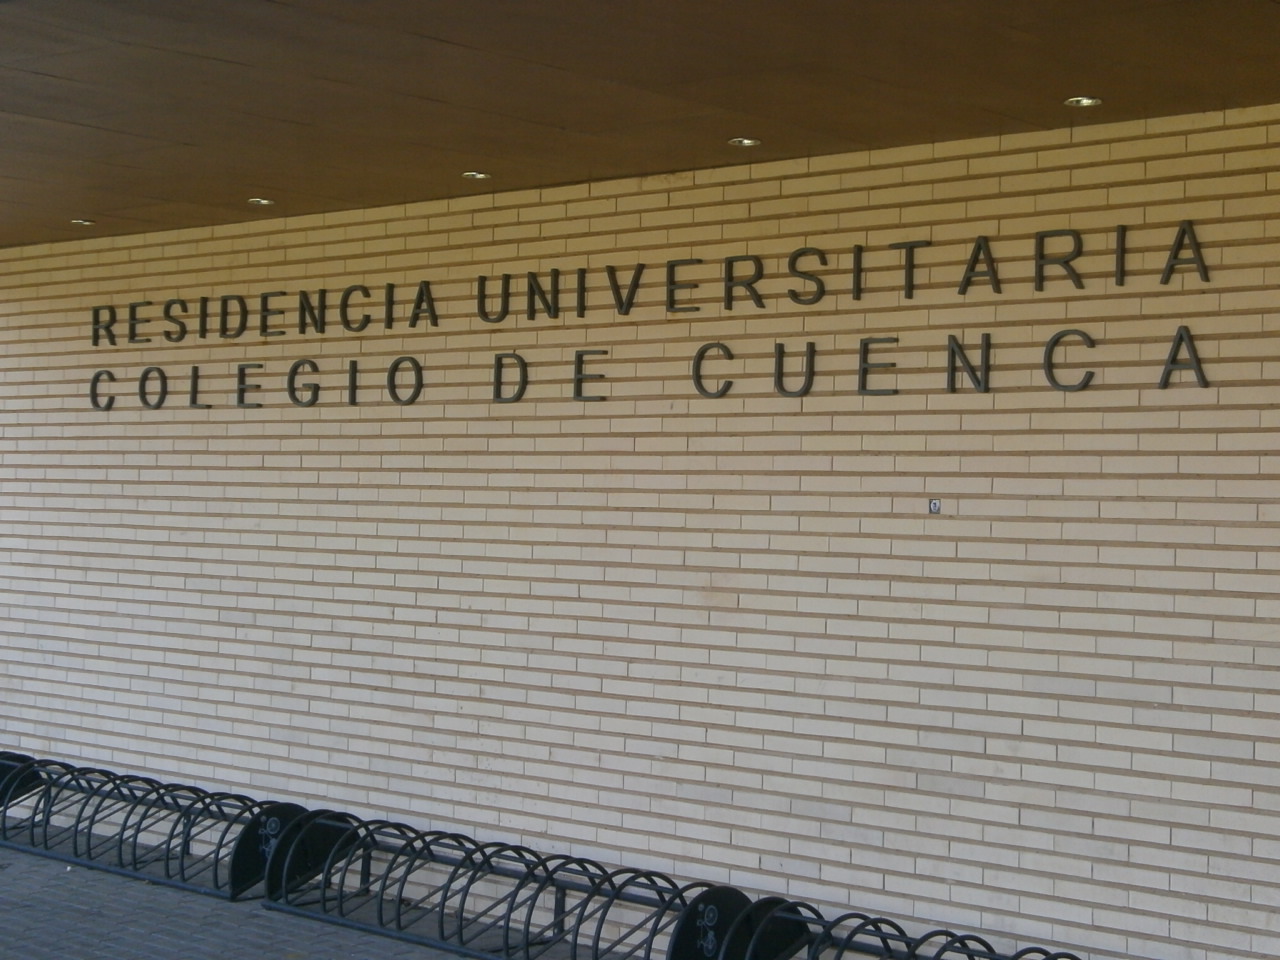 RESIDENCIA UNIVERSITARIA
COLEGIO DE CUENCA